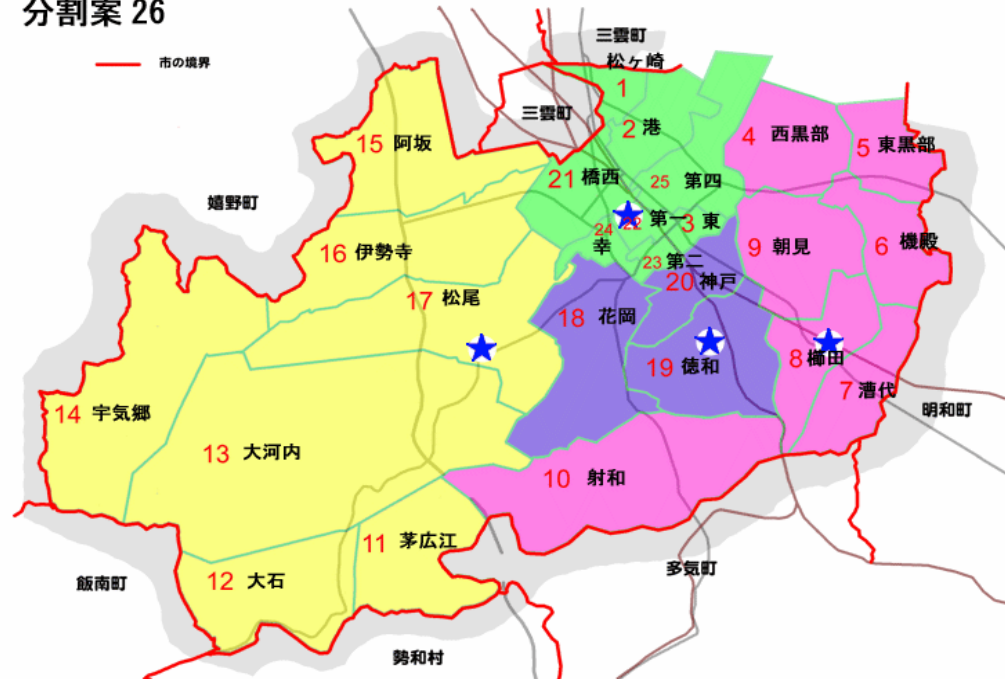 分割案 26
市の境界
三雲町
松ヶ崎
1
三雲町
2 港
4 西黒部
5 東黒部
15 阿坂
21 橋西
25 第四
嬉野町
22 第一
3 東
24
幸
16 伊勢寺
9 朝見
6 機殿
23 第二
20 神戸
17 松尾
18 花岡
19 徳和
8 櫛田
7 漕代
14 宇気郷
明和町
13 大河内
10 射和
11 茅広江
12 大石
飯南町
多気町
勢和村